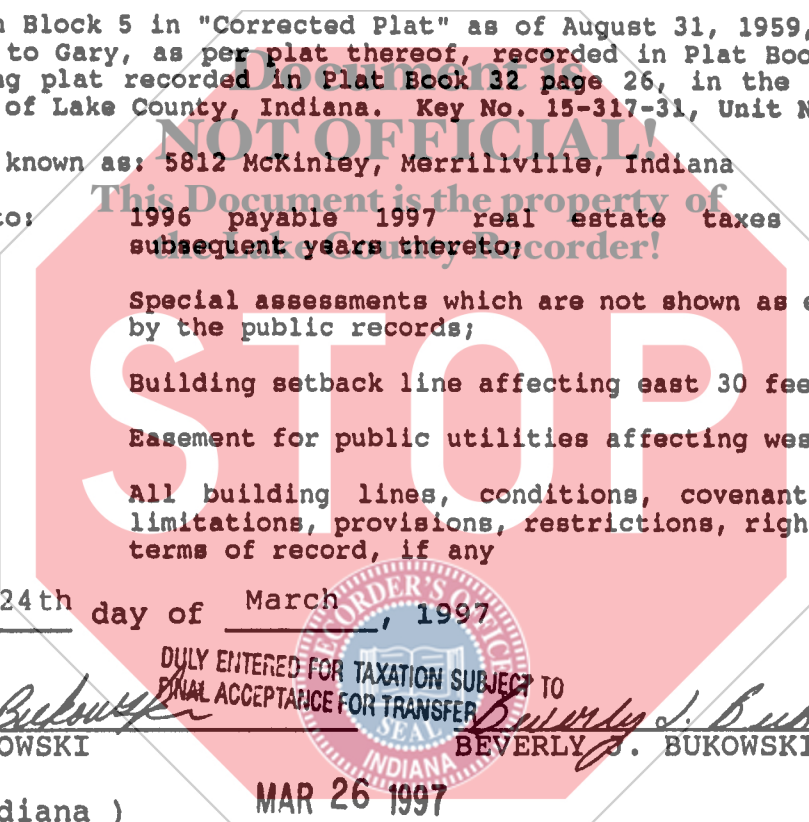 n Block 5 in "Corrected Plat" as of August 31, 1959,
to Gary, as per plat thereof, recorded in Plat Boo
ng plat recorded in Plat Book 32 page 26, in the
of Lake County, Indiana. Key No. 15-317-31, Unit N
Document is
NOT OFFICIAL!
known as: 5812 McKinley, Merrillville, Indiana
This Document is the property of
the Lake County Recorder!
to: 1996 payable 1997 real estate taxes
subsequent years thereto;
Special assessments which are not shown as e
by the public records;
STOP
Building setback line affecting east 30 fee
Easement for public utilities affecting wes
All building lines, conditions, covenant
limitations, provisions, restrictions, righ
terms of record, if any
24th day of March, 1997
RECORDER'S OFFICE
SEAL
INDIANA
DULY ENTERED FOR TAXATION SUBJECT TO
FINAL ACCEPTANCE FOR TRANSFER
Bukowski
Beverly J. Buk
OWSKI BEVERLY J. BUKOWSKI
MAR 26 1997
diana )